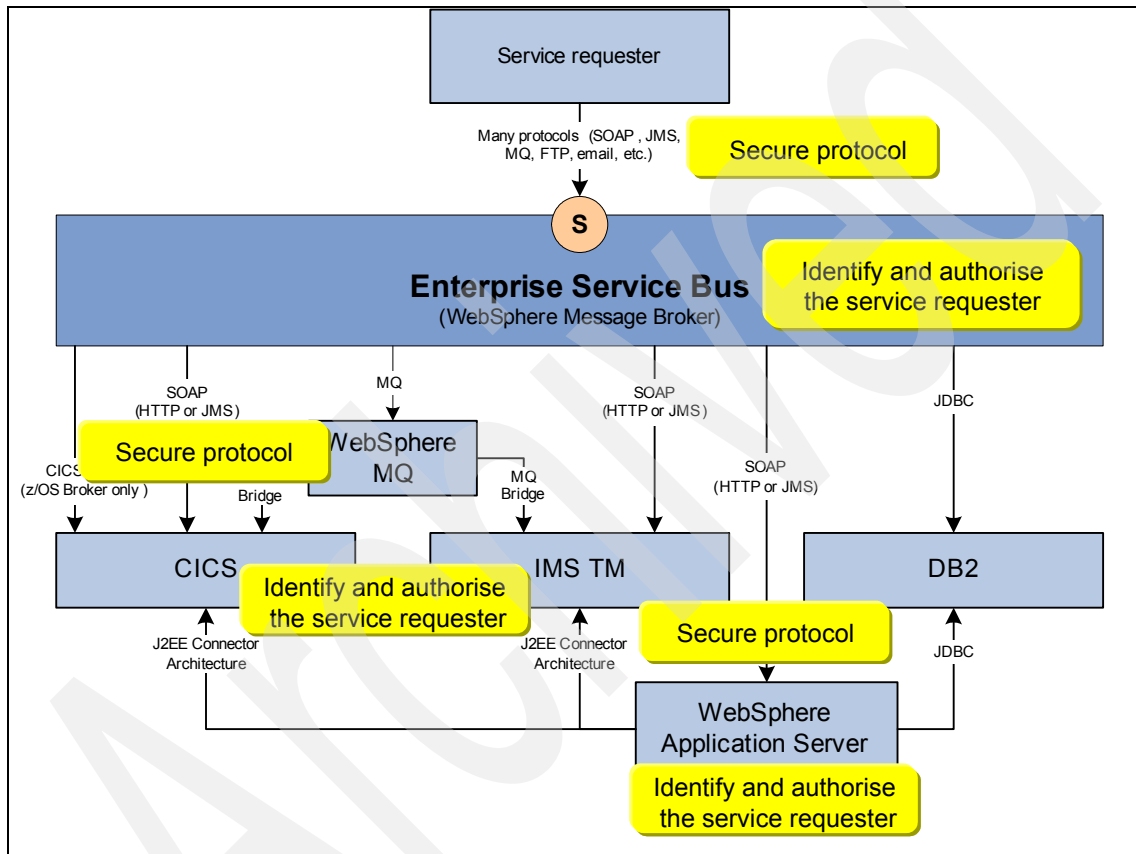 Service requester
Many protocols (SOAP , JMS,
MQ, FTP, email, etc.)
Secure protocol
S
Enterprise Service Bus
(WebSphere Message Broker)
Identify and authorise
the service requester
SOAP
(HTTP or JMS)
MQ
SOAP
(HTTP or JMS)
JDBC
Secure protocol
WebSphere
MQ
SOAP
(HTTP or JMS)
CICS
(z/OS Broker only )
Bridge
MQ
Bridge
CICS
IMS TM
DB2
Identify and authorise
the service requester
Secure protocol
J2EE Connector
Architecture
J2EE Connector
Architecture
JDBC
WebSphere
Application Server
Identify and authorise
the service requester
Archived